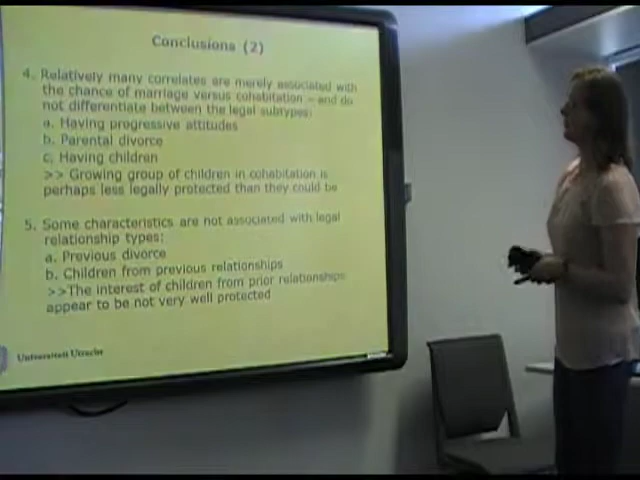 Conclusions (2)
4. Relatively many correlates are merely associated with
the chance of marriage versus cohabitation – and do
not differentiate between the legal subtypes:
a. Having progressive attitudes
b. Parental divorce
c. Having children
>> Growing group of children in cohabitation is
perhaps less legally protected than they could be
5. Some characteristics are not associated with legal
relationship types:
a. Previous divorce
b. Children from previous relationships
>>The interest of children from prior relationships
appear to be not very well protected
Universiteit Utrecht